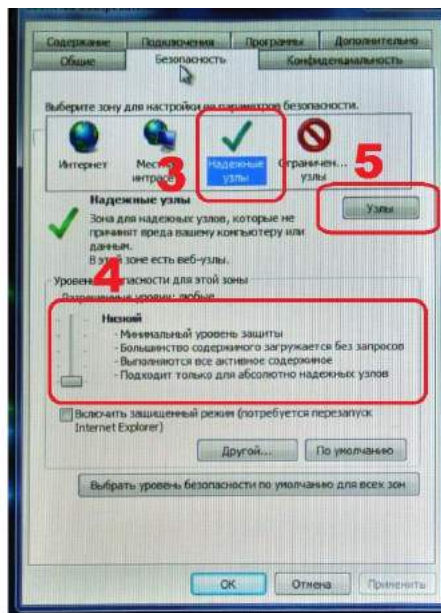 Содержание Подключения Программы Дополнительно
Общие Безопасность Конфиденциальность
Выберите зону для настройки ее параметров безопасности.
Интернет
Надежные узлы
узлы
3
5
Надежные узлы
Узлы
Зона для надежных узлов, которые не
причинят вреда вашему компьютеру или
данным.
В этой зоне есть веб-узлы.
4
Уровень безопасности для этой зоны
Разрешенные уровни: любые
Низкий
- Минимальный уровень защиты
- Большинство содержимого загружается без запросов
- Выполняются все активное содержимое
- Подходит только для абсолютно надежных узлов
Включить защищенный режим (потребуется перезапуск
Internet Explorer)
Другой... По умолчанию
Выбрать уровень безопасности по умолчанию для всех зон
OK Отмена Применить